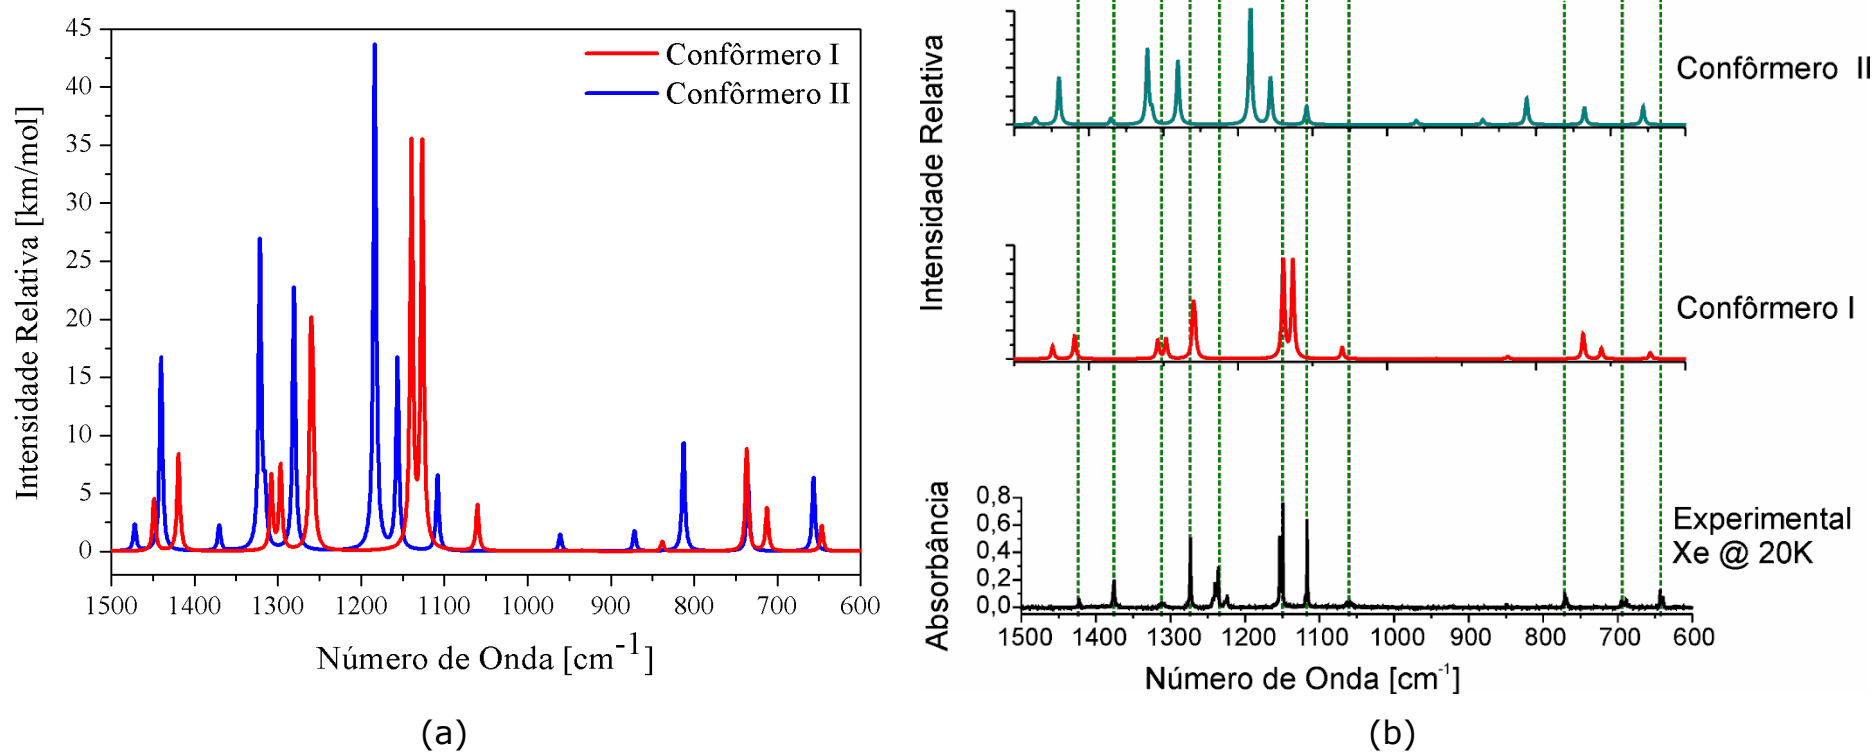 45
40
35
30
25
20
15
10
5
0
Intensidade Relativa [km/mol]
Confôrmero I
Confôrmero II
1500 1400 1300 1200 1100 1000 900 800 700 600
Número de Onda [cm-1]
(a)
Intensidade Relativa
Confôrmero II
Confôrmero I
Absorbância
0,8
0,6
0,4
0,2
0,0
Experimental
Xe @ 20K
1500 1400 1300 1200 1100 1000 900 800 700 600
Número de Onda [cm-1]
(b)